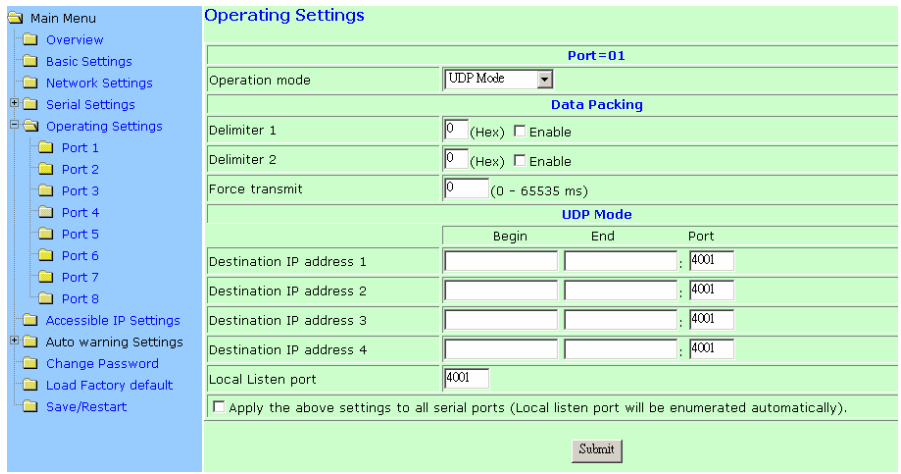 Main Menu
Overview
Basic Settings
Network Settings
Serial Settings
Operating Settings
Port 1
Port 2
Port 3
Port 4
Port 5
Port 6
Port 7
Port 8
Accessible IP Settings
Auto warning Settings
Change Password
Load Factory default
Save/Restart
Operating Settings
Port=01
Operation mode UDP Mode
Data Packing
Delimiter 1 0 (Hex) Enable
Delimiter 2 0 (Hex) Enable
Force transmit 0 (0 - 65535 ms)
UDP Mode
Begin End Port
Destination IP address 1 : 4001
Destination IP address 2 : 4001
Destination IP address 3 : 4001
Destination IP address 4 : 4001
Local Listen port 4001
Apply the above settings to all serial ports (Local listen port will be enumerated automatically).
Submit